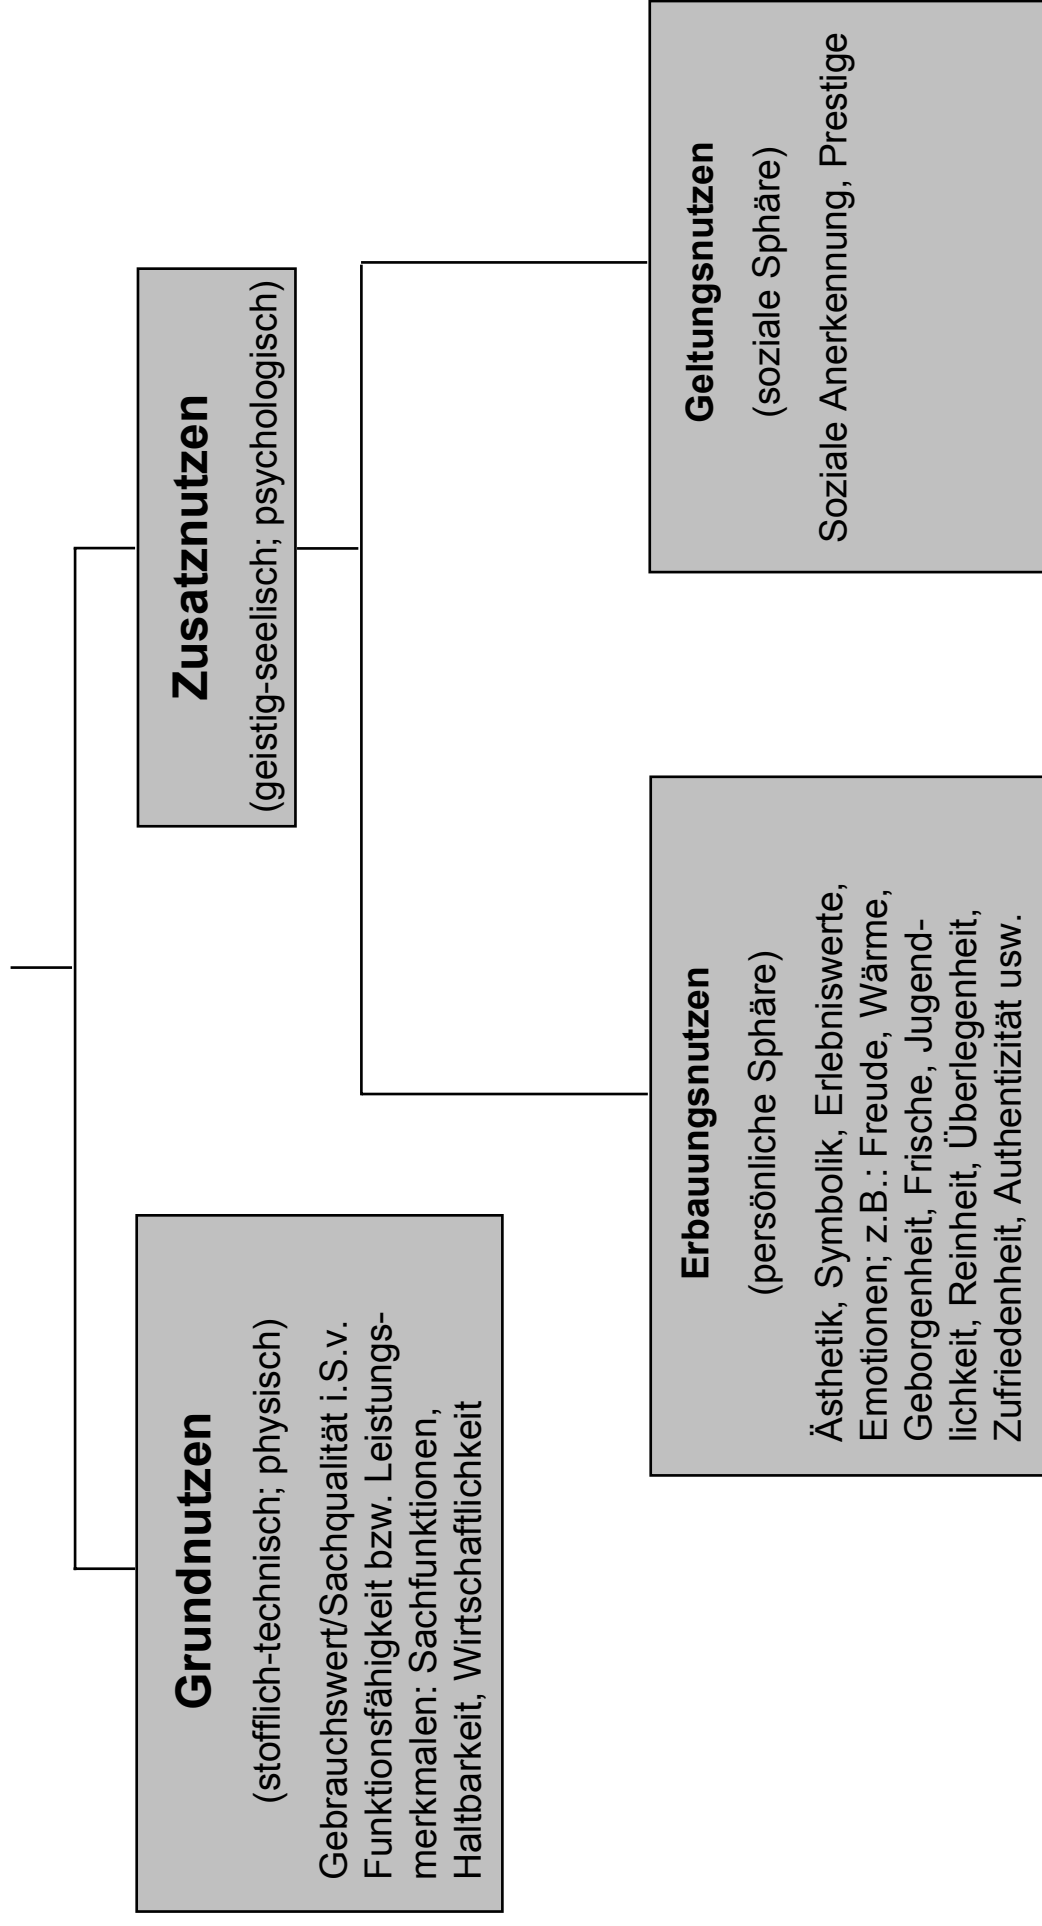 Grundnutzen
(stofflich-technisch; physisch)
Gebrauchswert/Sachqualität i.S.v.
Funktionsfähigkeit bzw. Leistungs-
merkmalen: Sachfunktionen,
Haltbarkeit, Wirtschaftlichkeit
Zusatznutzen
(geistig-seelisch; psychologisch)
Erbauungsnutzen
(persönliche Sphäre)
Ästhetik, Symbolik, Erlebniswerte,
Emotionen; z.B.: Freude, Wärme,
Geborgenheit, Frische, Jugend-
lichkeit, Reinheit, Überlegenheit,
Zufriedenheit, Authentizität usw.
Geltungsnutzen
(soziale Sphäre)
Soziale Anerkennung, Prestige